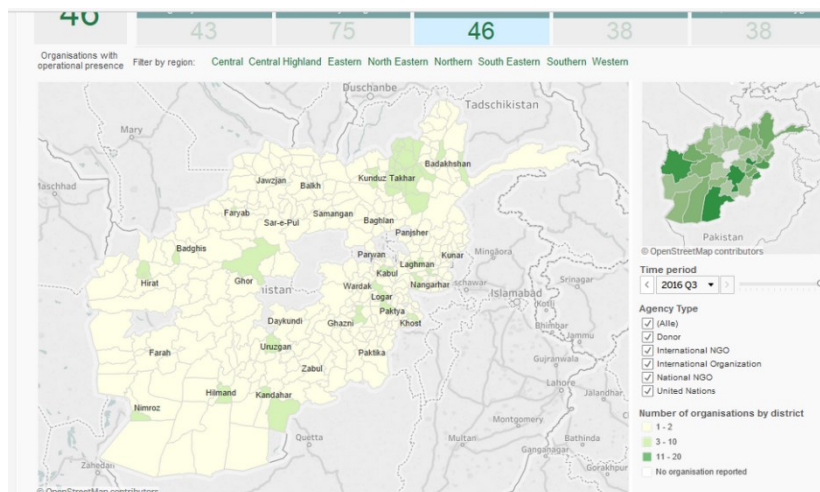 46
43
75
46
38
38
Organisations with
operational presence
Filter by region: Central Central Highland Eastern North Eastern Northern South Eastern Southern Western
Duschanbe
Tadschikistan
Mary
Maschhad
Badakhshan
Kunduz Takhar
Jawzjan
Balkh
Faryab
Samangan
Sar-e-Pul
Baghlan
Panjsher
Badghis
Parwan
Kunar
Laghman
Mingāora
Hirat
Ghor
Kabul
Wardak
Nangarhar
Logar
Islamabad
Srinagar
Paktya
Daykundi
Ghazni
Khost
Bhimbar
Jammu
Uruzgan
Farah
Paktika
Gujranwala
Zabul
Lahore
Jalandhar
Hilmand
Kandahar
Nimroz
Montgomery
Quetta
Multan
Bathinda
Ganganagar
Zahedan
Gorakhpur
© OpenStreetMap contributors
Pakistan
© OpenStreetMap contributors
Time period
2016 Q3
Agency Type
(Alle)
Donor
International NGO
International Organization
National NGO
United Nations
Number of organisations by district
1 - 2
3 - 10
11 - 20
No organisation reported